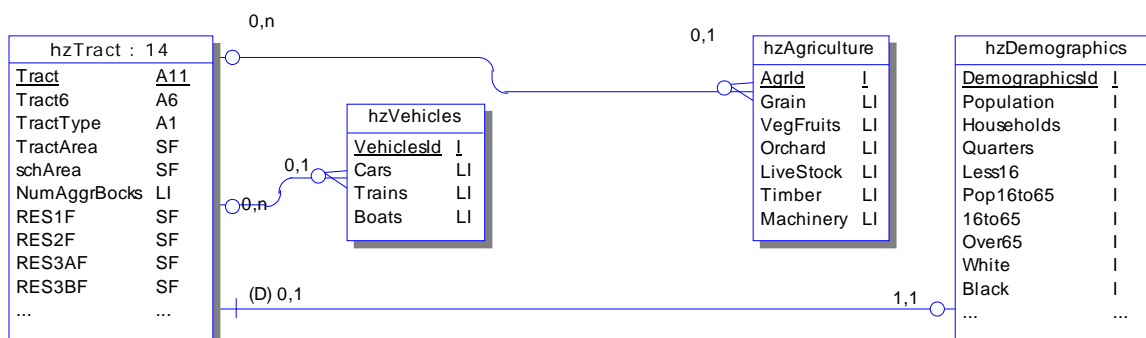 0,n
0,1
hzTract : 14
Tract A11
Tract6 A6
TractType A1
TractArea SF
schArea SF
NumAggrBocks LI
RES1F SF
RES2F SF
RES3AF SF
RES3BF SF
... ...
hzVehicles
VehiclesId I
Cars LI
Trains LI
Boats LI
0,1
0,n
hzAgriculture
AgrId I
Grain LI
VegFruits LI
Orchard LI
LiveStock LI
Timber LI
Machinery LI
hzDemographics
DemographicsId I
Population I
Households I
Quarters I
Less16 I
Pop16to65 I
16to65 I
Over65 I
White I
Black I
... ...
(D) 0,1
1,1